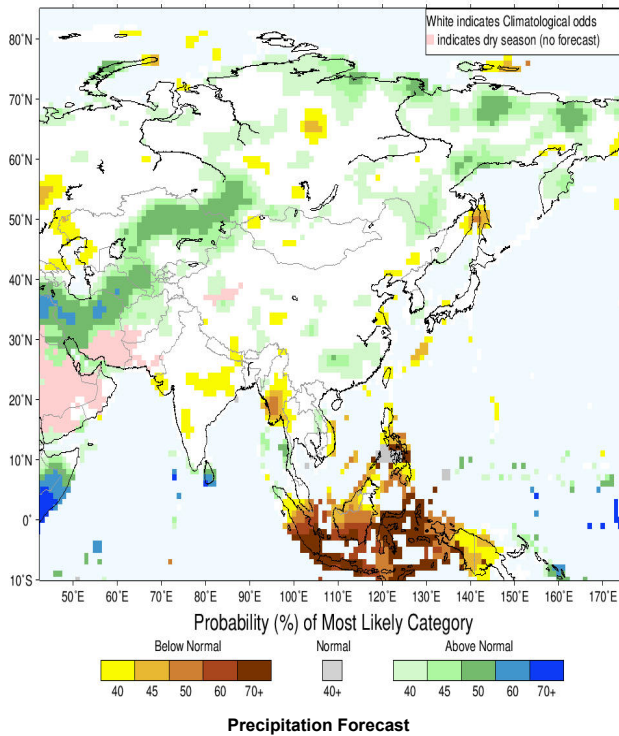 White indicates Climatological odds
indicates dry season (no forecast)
80˚N
70˚N
60˚N
50˚N
40˚N
30˚N
20˚N
10˚N
0˚
10˚S
50˚E 60˚E 70˚E 80˚E 90˚E 100˚E 110˚E 120˚E 130˚E 140˚E 150˚E 160˚E 170˚E
Probability (%) of Most Likely Category
Below Normal Normal Above Normal
40 45 50 60 70+ 40+ 40 45 50 60 70+
Precipitation Forecast